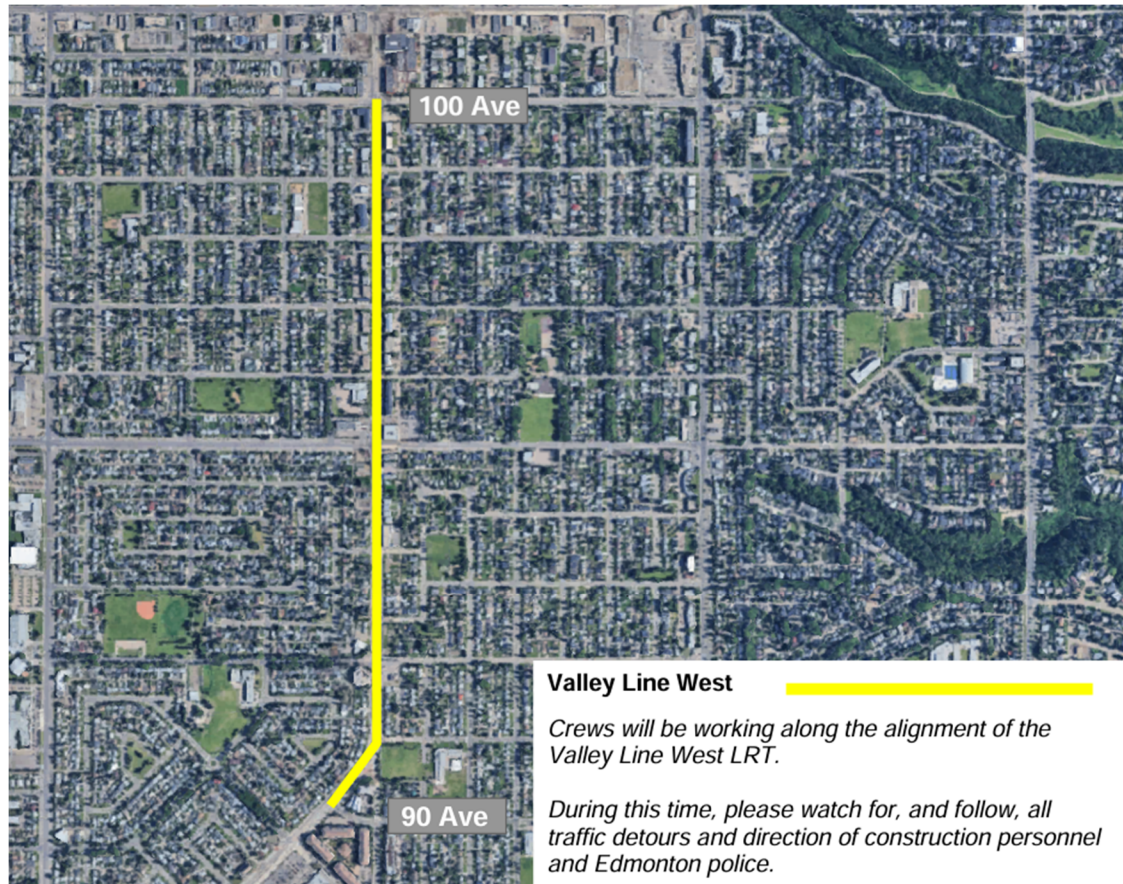 100 Ave
90 Ave
Valley Line West
Crews will be working along the alignment of the
Valley Line West LRT.
During this time, please watch for, and follow, all
traffic detours and direction of construction personnel
and Edmonton police.